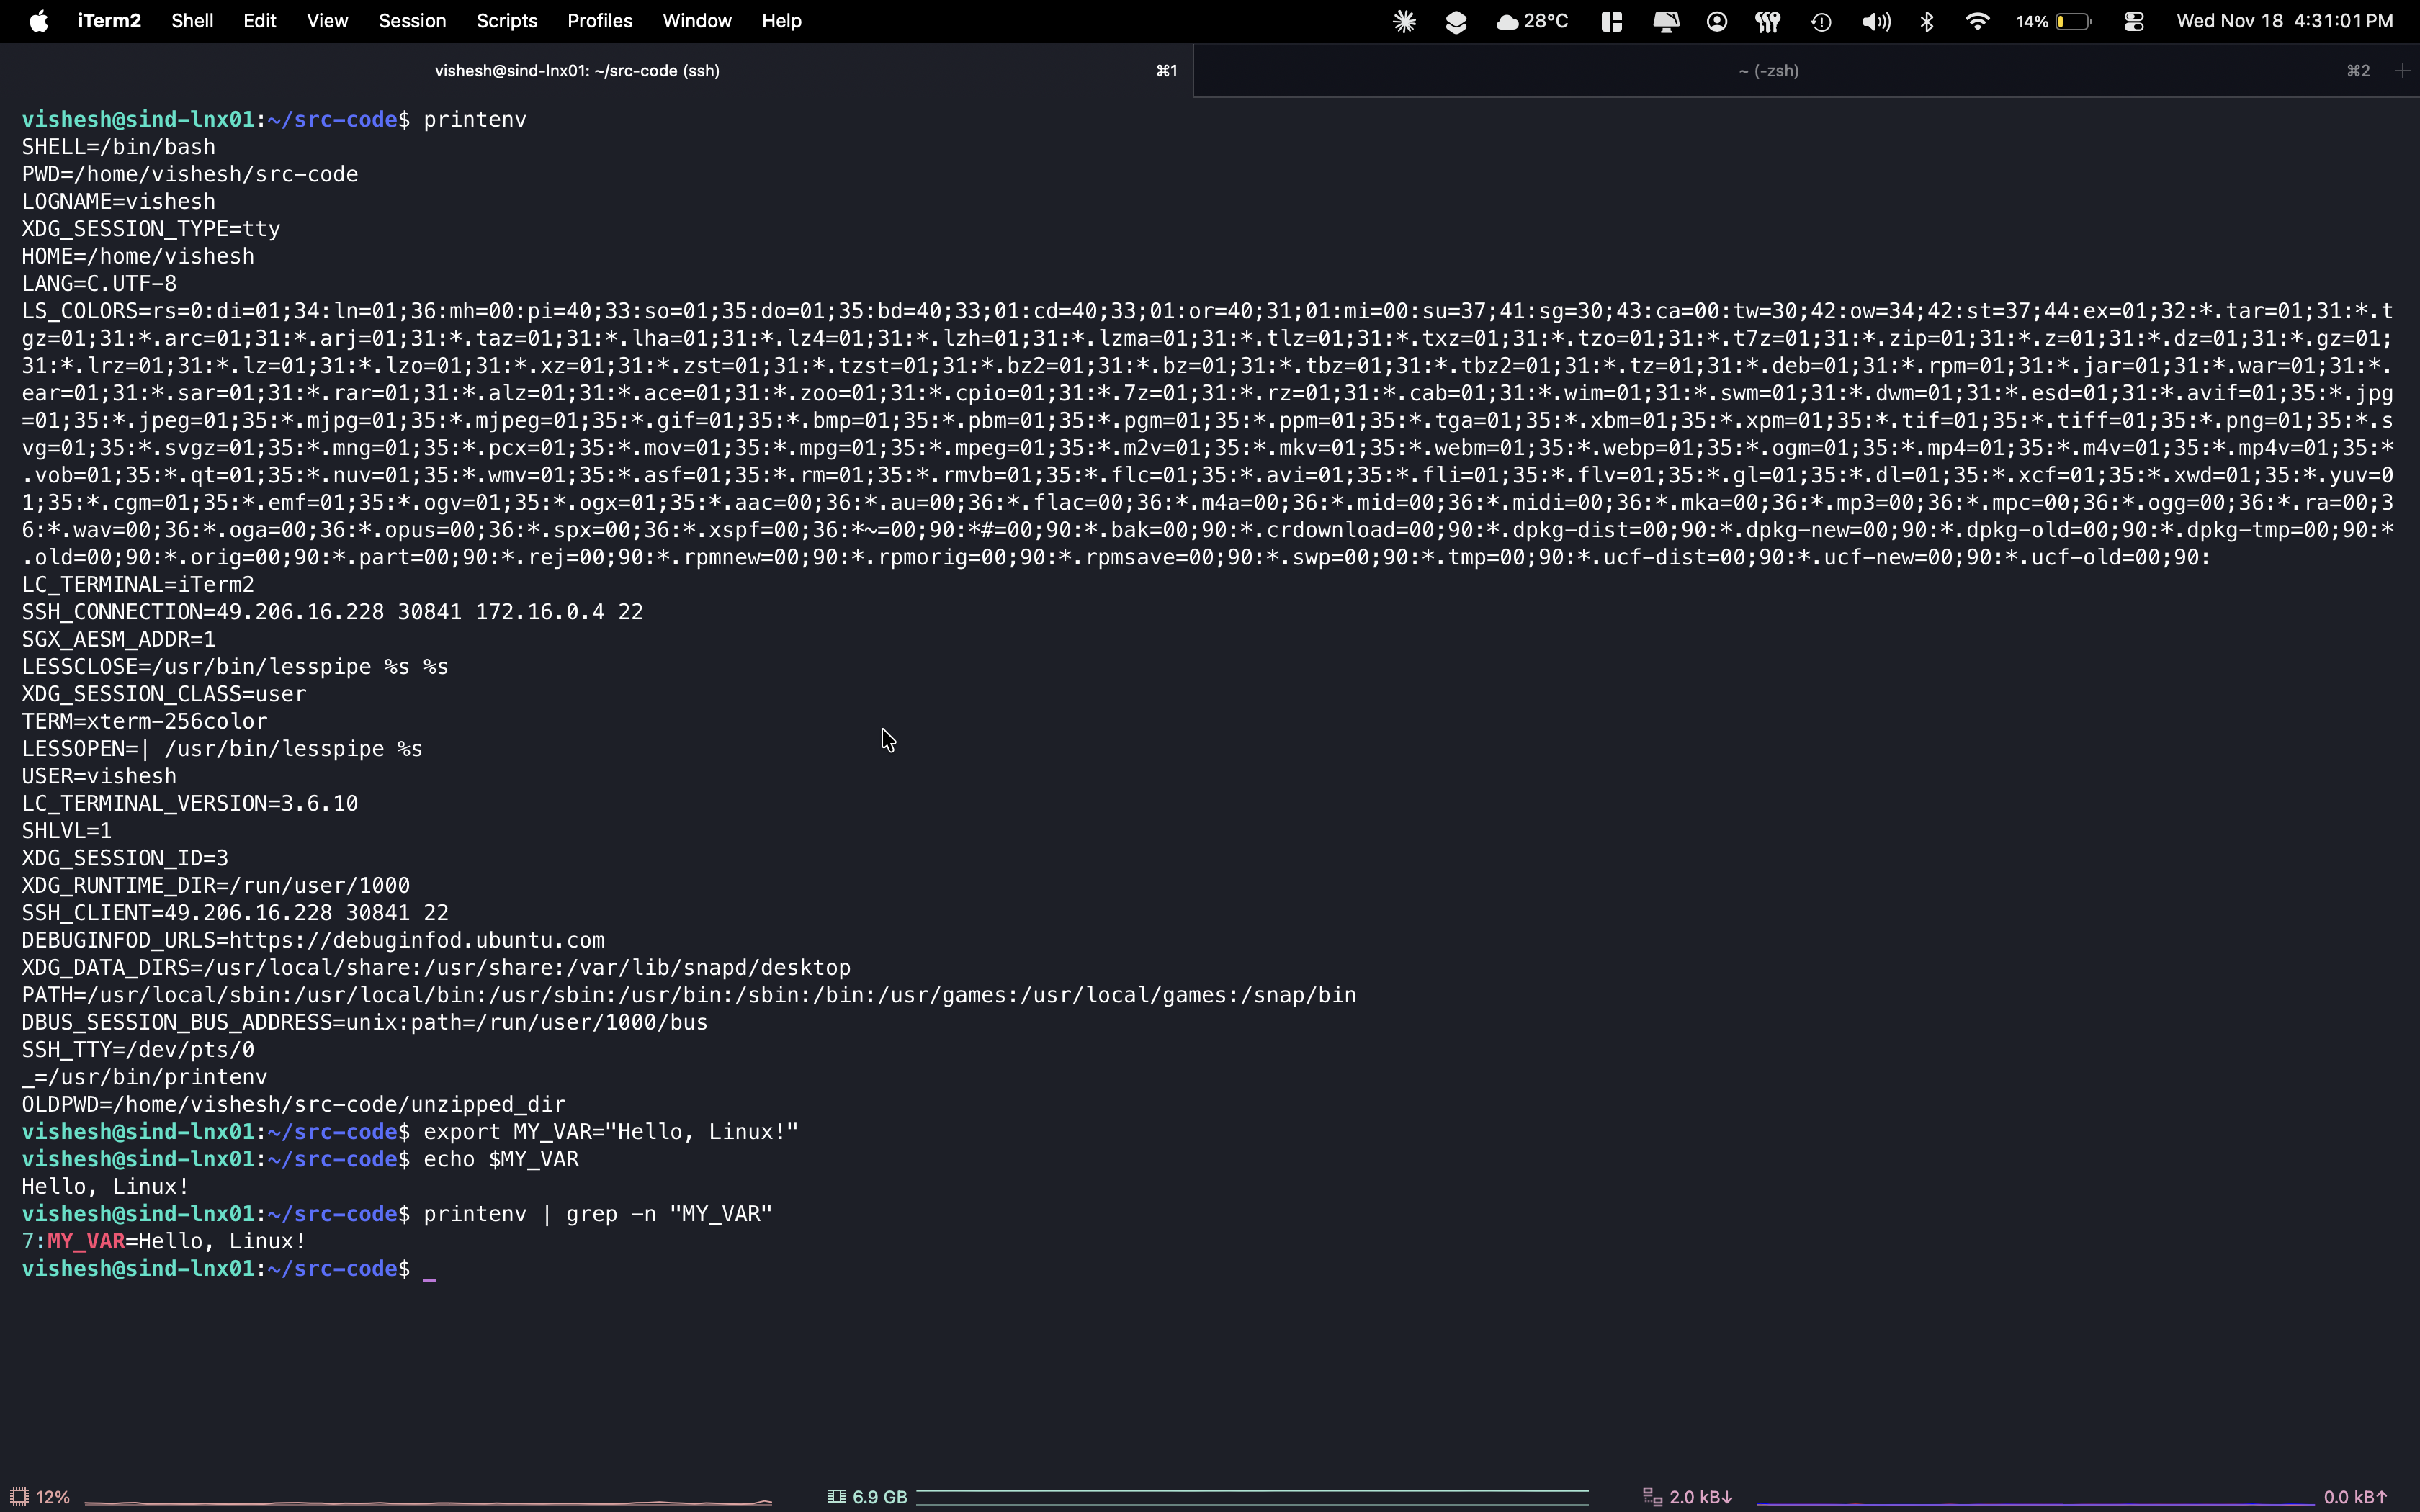 iTerm2 Shell Edit View Session Scripts Profiles Window Help 28°C 14% Wed Nov 18 4:31:01 PM
vishesh@sind-lnx01: ~/src-code (ssh) ⌘1 ~ (-zsh) ⌘2 +
vishesh@sind-lnx01:~/src-code$ printenv
SHELL=/bin/bash
PWD=/home/vishesh/src-code
LOGNAME=vishesh
XDG_SESSION_TYPE=tty
HOME=/home/vishesh
LANG=C.UTF-8
LS_COLORS=rs=0:di=01;34:ln=01;36:mh=00:pi=40;33:so=01;35:do=01;35:bd=40;33;01:cd=40;33;01:or=40;31;01:mi=00:su=37;41:sg=30;43:ca=00:tw=30;42:ow=34;42:st=37;44:ex=01;32:*.tar=01;31:*.t
gz=01;31:*.arc=01;31:*.arj=01;31:*.taz=01;31:*.lha=01;31:*.lz4=01;31:*.lzh=01;31:*.lzma=01;31:*.tlz=01;31:*.txz=01;31:*.tzo=01;31:*.t7z=01;31:*.zip=01;31:*.z=01;31:*.dz=01;31:*.gz=01;
31:*.lrz=01;31:*.lz=01;31:*.lzo=01;31:*.xz=01;31:*.zst=01;31:*.tzst=01;31:*.bz2=01;31:*.bz=01;31:*.tbz=01;31:*.tbz2=01;31:*.tz=01;31:*.deb=01;31:*.rpm=01;31:*.jar=01;31:*.war=01;31:*.
ear=01;31:*.sar=01;31:*.rar=01;31:*.alz=01;31:*.ace=01;31:*.zoo=01;31:*.cpio=01;31:*.7z=01;31:*.rz=01;31:*.cab=01;31:*.wim=01;31:*.swm=01;31:*.dwm=01;31:*.esd=01;31:*.avif=01;35:*.jpg
=01;35:*.jpeg=01;35:*.mjpg=01;35:*.mjpeg=01;35:*.gif=01;35:*.bmp=01;35:*.pbm=01;35:*.pgm=01;35:*.ppm=01;35:*.tga=01;35:*.xbm=01;35:*.xpm=01;35:*.tif=01;35:*.tiff=01;35:*.png=01;35:*.s
vg=01;35:*.svgz=01;35:*.mng=01;35:*.pcx=01;35:*.mov=01;35:*.mpg=01;35:*.mpeg=01;35:*.m2v=01;35:*.mkv=01;35:*.webm=01;35:*.webp=01;35:*.ogm=01;35:*.mp4=01;35:*.m4v=01;35:*.mp4v=01;35:*
.vob=01;35:*.qt=01;35:*.nuv=01;35:*.wmv=01;35:*.asf=01;35:*.rm=01;35:*.rmvb=01;35:*.flc=01;35:*.avi=01;35:*.fli=01;35:*.flv=01;35:*.gl=01;35:*.dl=01;35:*.xcf=01;35:*.xwd=01;35:*.yuv=0
1;35:*.cgm=01;35:*.emf=01;35:*.ogv=01;35:*.ogx=01;35:*.aac=00;36:*.au=00;36:*.flac=00;36:*.m4a=00;36:*.mid=00;36:*.midi=00;36:*.mka=00;36:*.mp3=00;36:*.mpc=00;36:*.ogg=00;36:*.ra=00;3
6:*.wav=00;36:*.oga=00;36:*.opus=00;36:*.spx=00;36:*.xspf=00;36:*~=00;90:*#=00;90:*.bak=00;90:*.crdownload=00;90:*.dpkg-dist=00;90:*.dpkg-new=00;90:*.dpkg-old=00;90:*.dpkg-tmp=00;90:*
.old=00;90:*.orig=00;90:*.part=00;90:*.rej=00;90:*.rpmnew=00;90:*.rpmorig=00;90:*.rpmsave=00;90:*.swp=00;90:*.tmp=00;90:*.ucf-dist=00;90:*.ucf-new=00;90:*.ucf-old=00;90:
LC_TERMINAL=iTerm2
SSH_CONNECTION=49.206.16.228 30841 172.16.0.4 22
SGX_AESM_ADDR=1
LESSCLOSE=/usr/bin/lesspipe %s %s
XDG_SESSION_CLASS=user
TERM=xterm-256color
LESSOPEN=| /usr/bin/lesspipe %s
USER=vishesh
LC_TERMINAL_VERSION=3.6.10
SHLVL=1
XDG_SESSION_ID=3
XDG_RUNTIME_DIR=/run/user/1000
SSH_CLIENT=49.206.16.228 30841 22
DEBUGINFOD_URLS=https://debuginfod.ubuntu.com
XDG_DATA_DIRS=/usr/local/share:/usr/share:/var/lib/snapd/desktop
PATH=/usr/local/sbin:/usr/local/bin:/usr/sbin:/usr/bin:/sbin:/bin:/usr/games:/usr/local/games:/snap/bin
DBUS_SESSION_BUS_ADDRESS=unix:path=/run/user/1000/bus
SSH_TTY=/dev/pts/0
_=/usr/bin/printenv
OLDPWD=/home/vishesh/src-code/unzipped_dir
vishesh@sind-lnx01:~/src-code$ export MY_VAR="Hello, Linux!"
vishesh@sind-lnx01:~/src-code$ echo $MY_VAR
Hello, Linux!
vishesh@sind-lnx01:~/src-code$ printenv | grep -n "MY_VAR"
7:MY_VAR=Hello, Linux!
vishesh@sind-lnx01:~/src-code$ _
12% 6.9 GB 2.0 kB↓ 0.0 kB↑